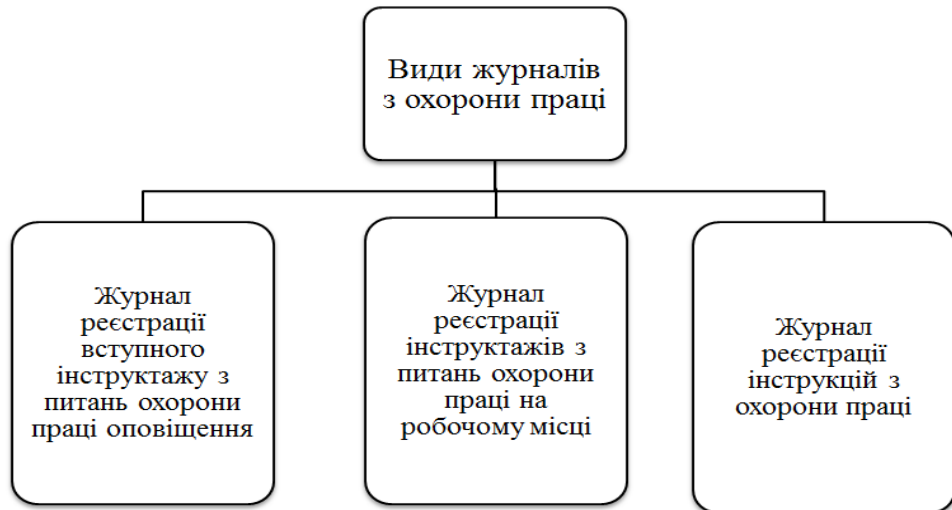 Види журналів
з охорони праці
Журнал
реєстрації
вступного
інструктажу з
питань охорони
праці оповіщення
Журнал
реєстрації
інструктажів з
питань охорони
праці на
робочому місці
Журнал
реєстрації
інструкцій з
охорони праці